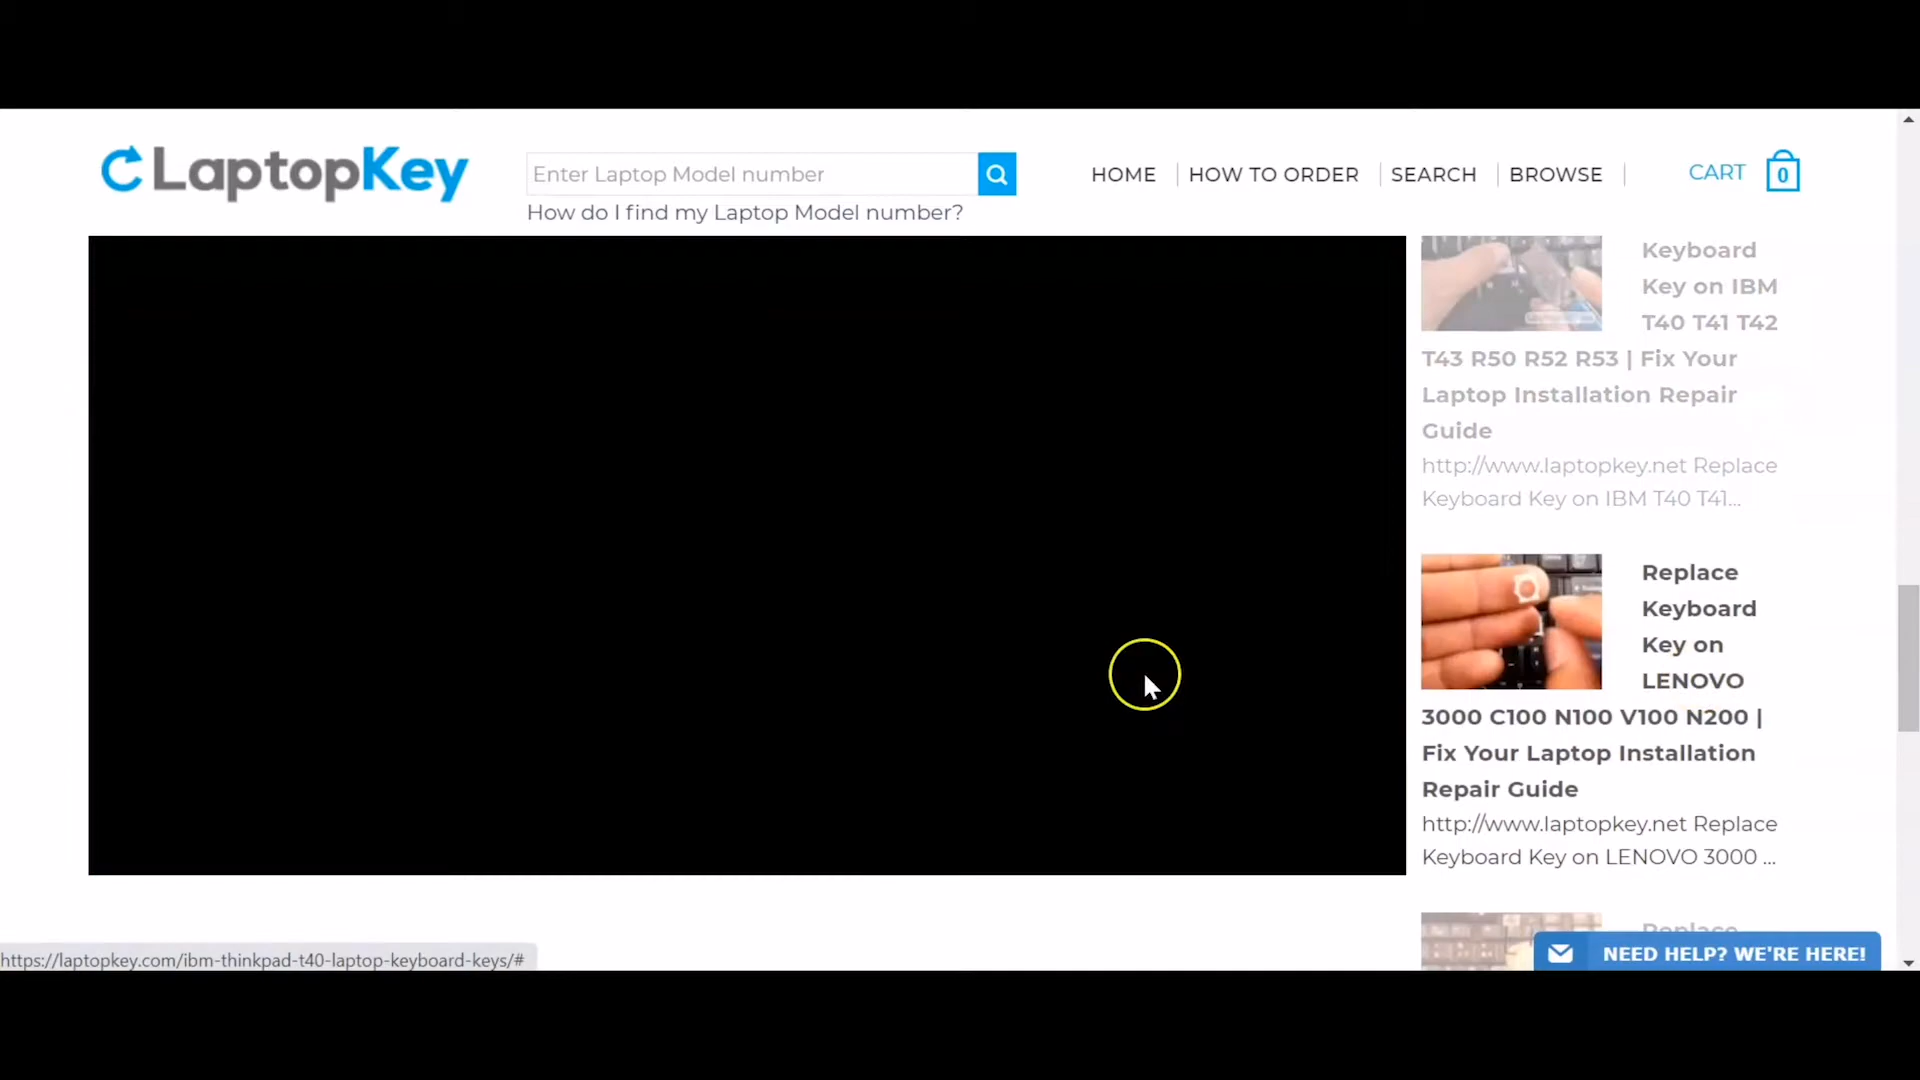 LaptopKey
Enter Laptop Model number
HOME
HOW TO ORDER
SEARCH
BROWSE
CART
0
How do I find my Laptop Model number?
Keyboard
Key on IBM
T40 T41 T42
T43 R50 R52 R53 | Fix Your
Laptop Installation Repair
Guide
http://www.laptopkey.net Replace
Keyboard Key on IBM T40 T41...
Replace
Keyboard
Key on
LENOVO
3000 C100 N100 V100 N200 |
Fix Your Laptop Installation
Repair Guide
http://www.laptopkey.net Replace
Keyboard Key on LENOVO 3000 ...
Replace
NEED HELP? WE'RE HERE!
https://laptopkey.com/ibm-thinkpad-t40-laptop-keyboard-keys/#